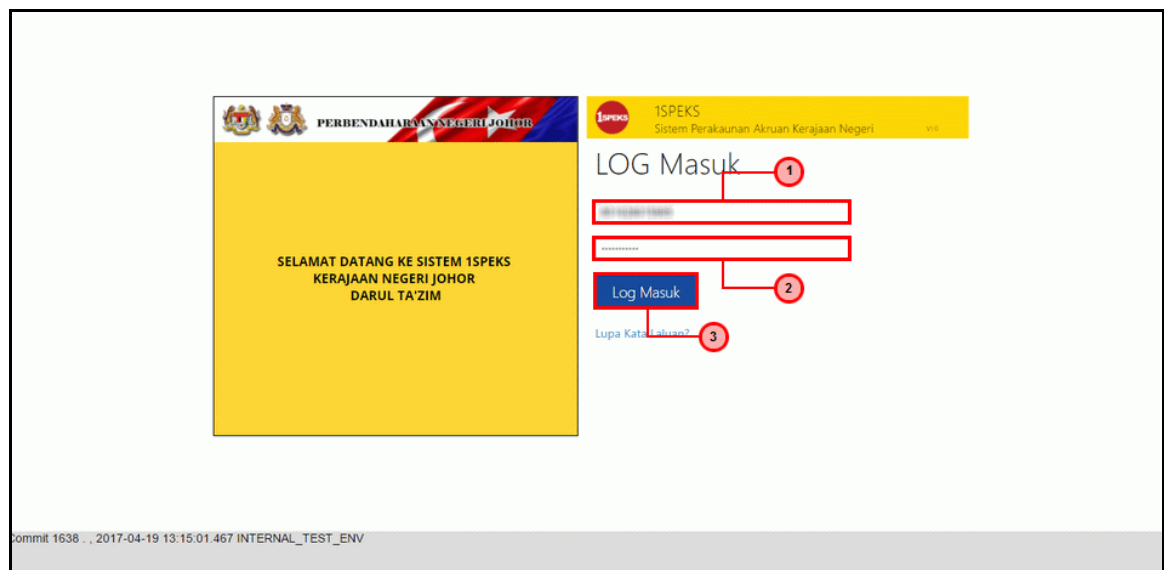 PERBENDAHARAAN NEGERI JOHOR
1SPEKS
1SPEKS
Sistem Perakaunan Akruan Kerajaan Negeri
LOG Masuk
1
SELAMAT DATANG KE SISTEM 1SPEKS
KERAJAAN NEGERI JOHOR
DARUL TA'ZIM
Log Masuk
2
Lupa Kata Laluan?
3
Commit 1638 . , 2017-04-19 13:15:01.467 INTERNAL_TEST_ENV